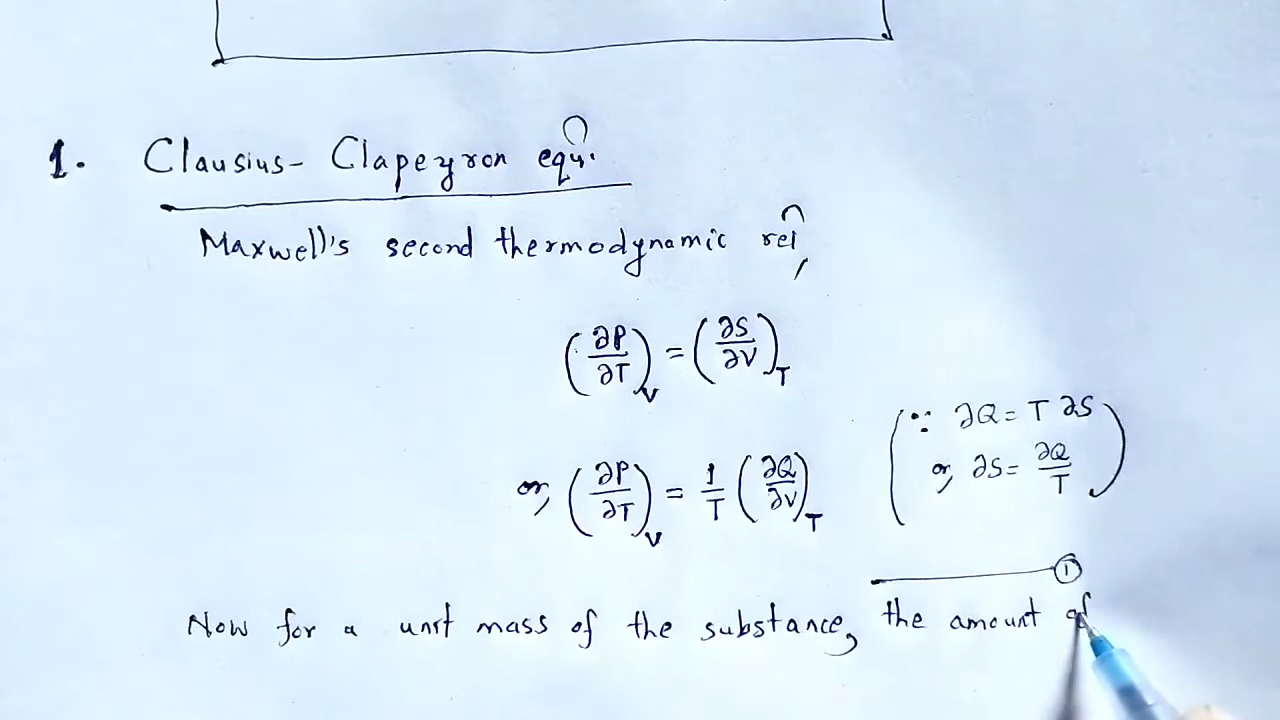 1. Clausius-Clapeyron eqn.
Maxwell's second thermodynamic rel,
(∂P/∂T)_V = (∂S/∂V)_T
(∵ ∂Q = T ∂S
or, (∂P/∂T)_V = 1/T (∂Q/∂V)_T
or, ∂S = ∂Q/T)
①
Now for a unit mass of the substance, the amount of